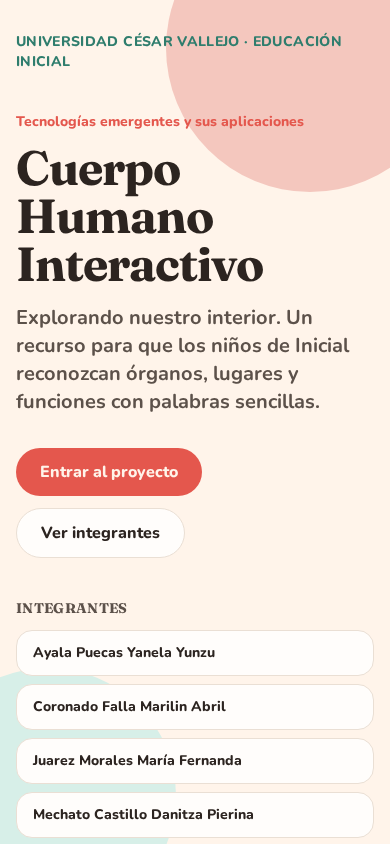 UNIVERSIDAD CÉSAR VALLEJO · EDUCACIÓN
INICIAL
Tecnologías emergentes y sus aplicaciones
Cuerpo
Humano
Interactivo
Explorando nuestro interior. Un
recurso para que los niños de Inicial
reconozcan órganos, lugares y
funciones con palabras sencillas.
Entrar al proyecto
Ver integrantes
INTEGRANTES
Ayala Puecas Yanela Yunzu
Coronado Falla Marilin Abril
Juarez Morales María Fernanda
Mechato Castillo Danitza Pierina